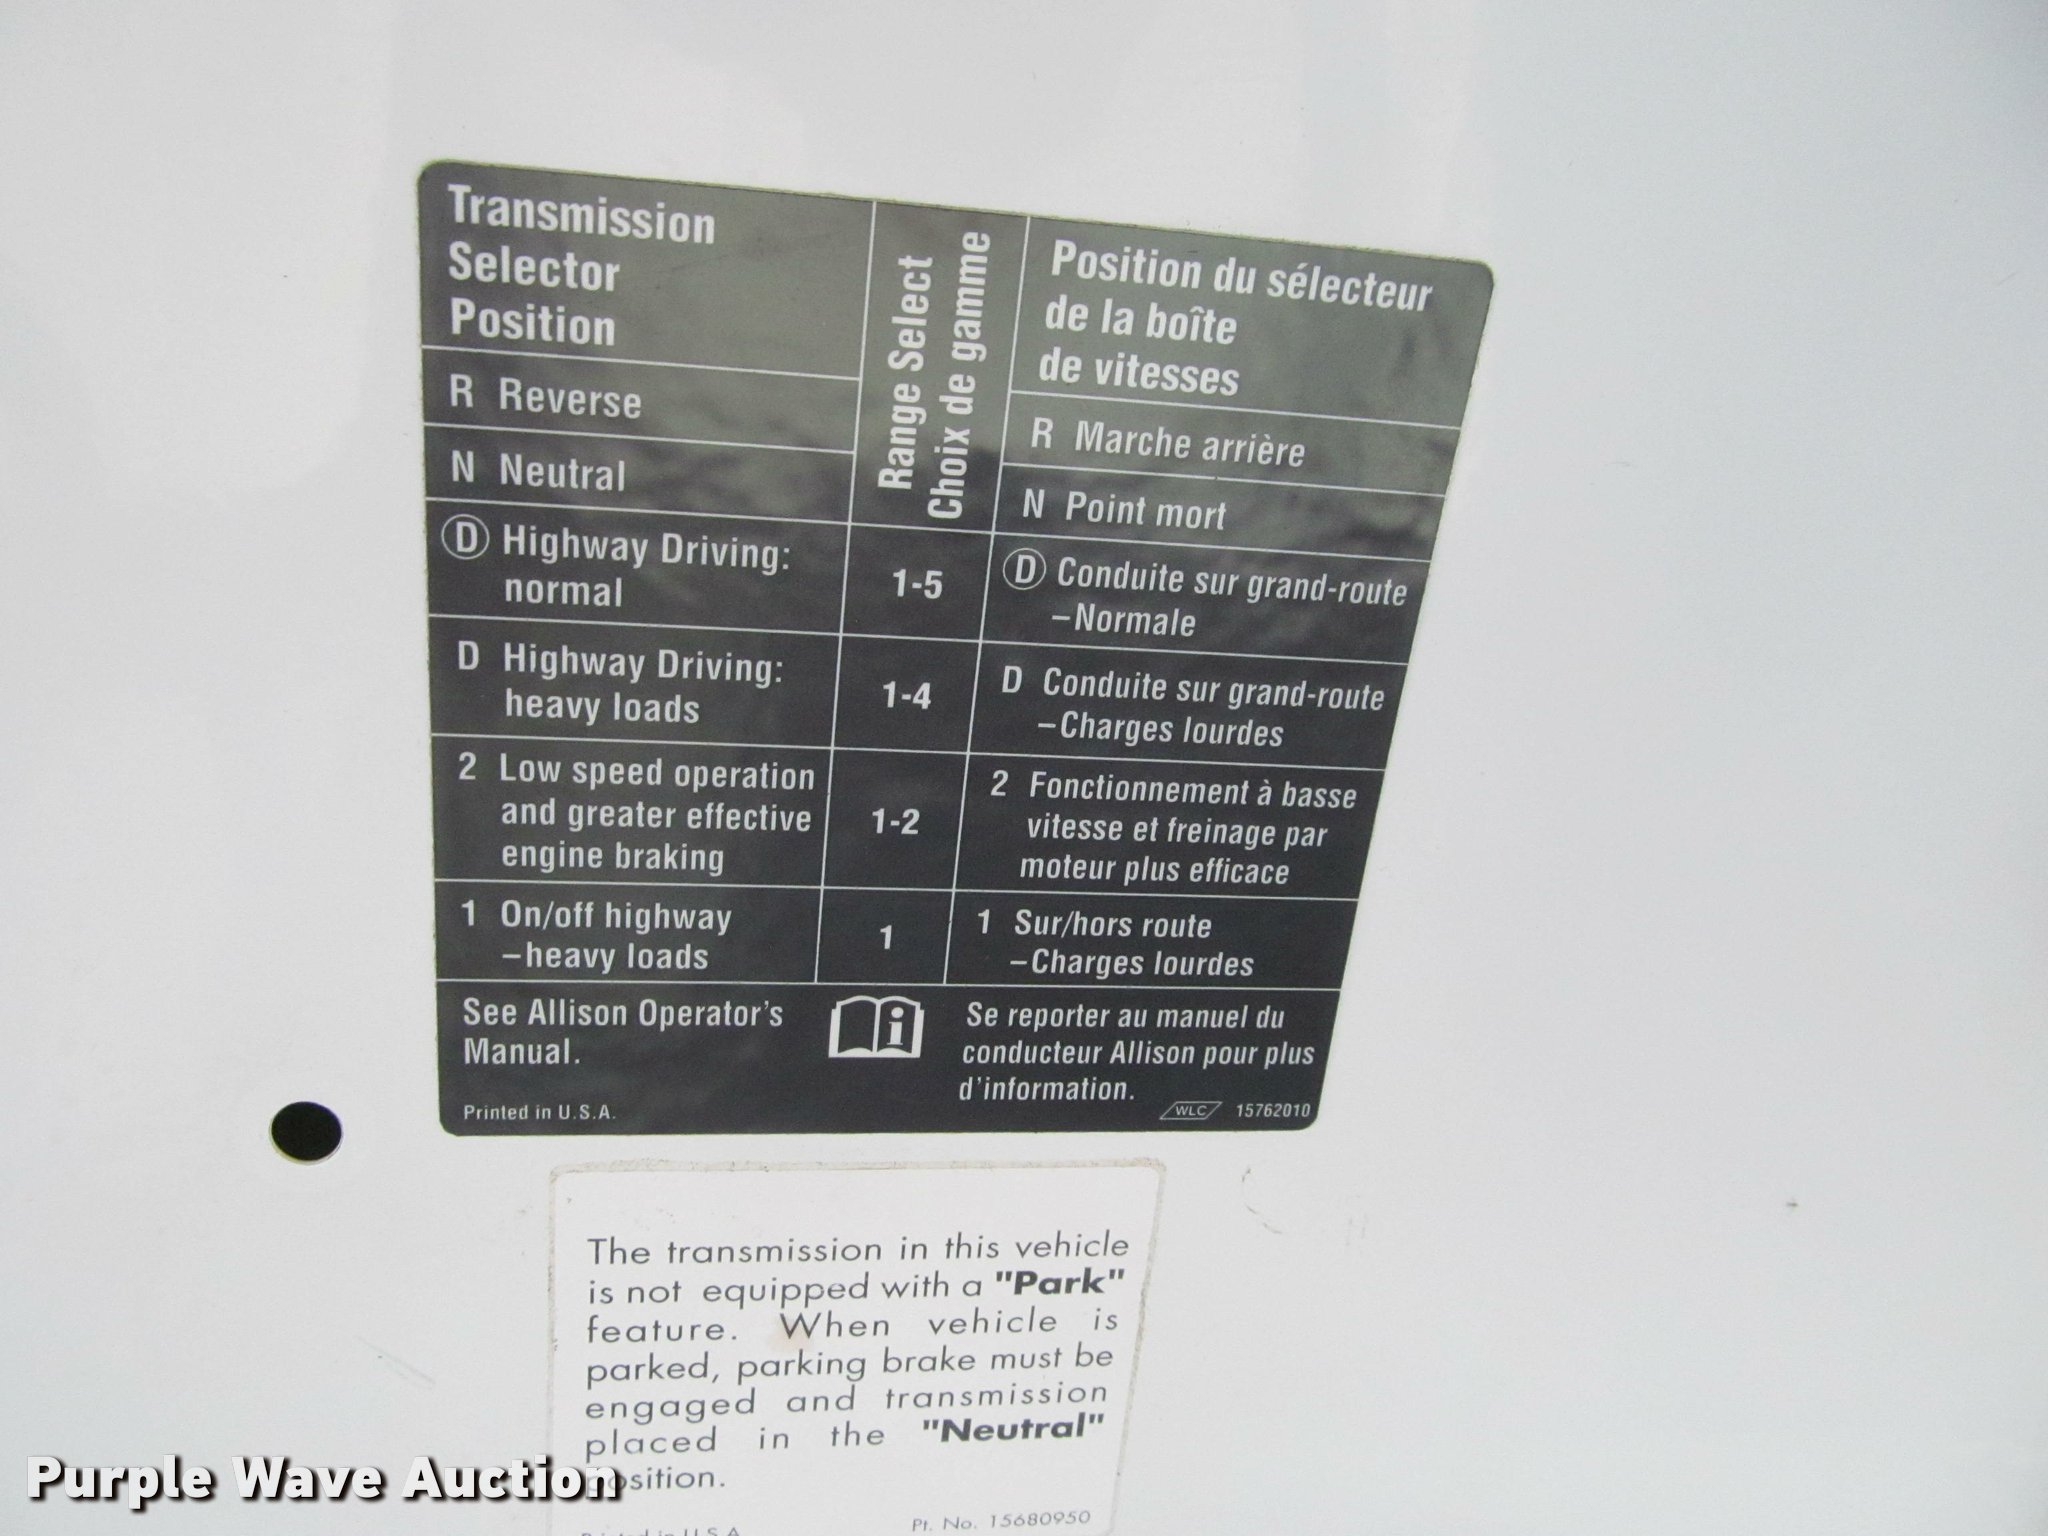 Transmission
Selector
Position
Range Select
Choix de gamme
Position du sélecteur
de la boîte
de vitesses
R Reverse
R Marche arrière
N Neutral
N Point mort
D Highway Driving:
normal
1-5
D Conduite sur grand-route
–Normale
D Highway Driving:
heavy loads
1-4
D Conduite sur grand-route
–Charges lourdes
2 Low speed operation
and greater effective
engine braking
1-2
2 Fonctionnement à basse
vitesse et freinage par
moteur plus efficace
1 On/off highway
–heavy loads
1
1 Sur/hors route
–Charges lourdes
See Allison Operator's
Manual.
i
Se reporter au manuel du
conducteur Allison pour plus
d'information.
Printed in U.S.A.
WLC 15762010
The transmission in this vehicle
is not equipped with a "Park"
feature. When vehicle is
parked, parking brake must be
engaged and transmission
placed in the "Neutral"
position.
Printed in U.S.A.
Pt. No. 15680950
Purple Wave Auction